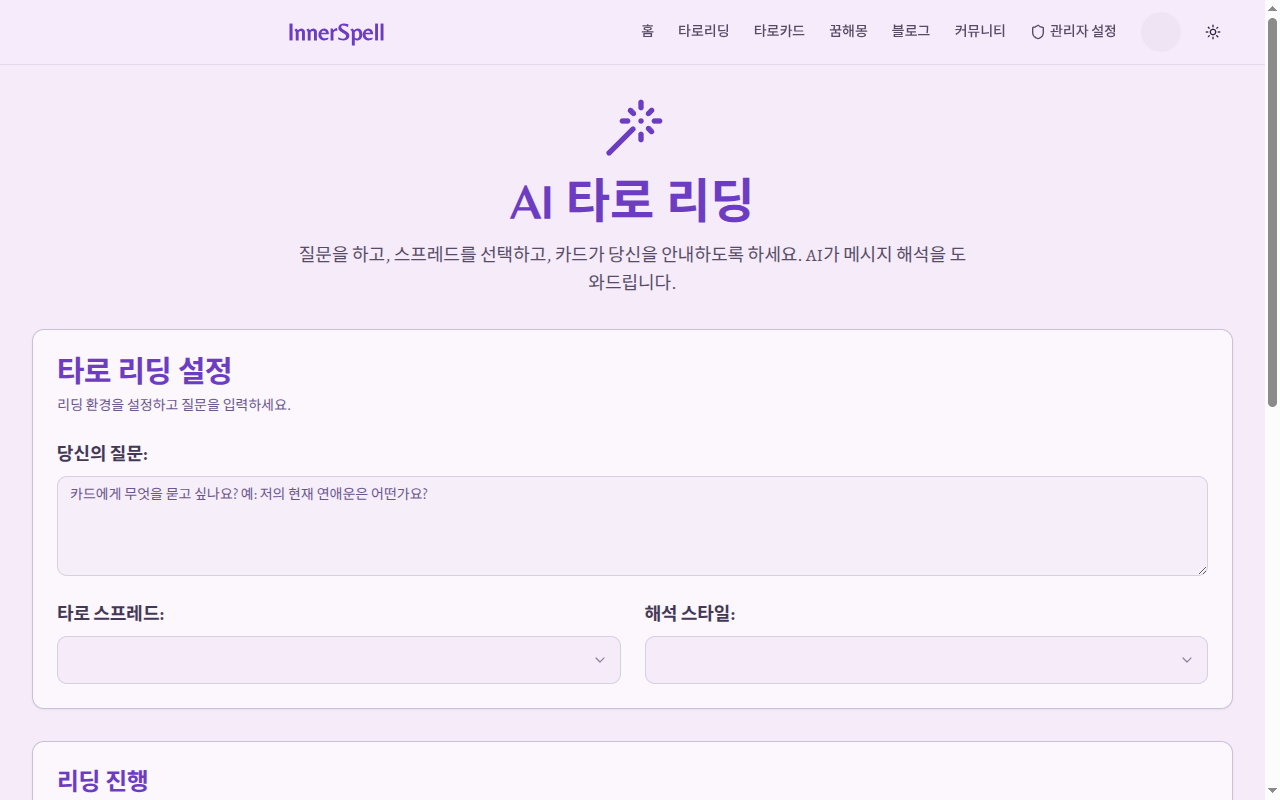 InnerSpell
홈
타로리딩
타로카드
꿈해몽
블로그
커뮤니티
관리자 설정
AI 타로 리딩
질문을 하고, 스프레드를 선택하고, 카드가 당신을 안내하도록 하세요. AI가 메시지 해석을 도
와드립니다.
타로 리딩 설정
리딩 환경을 설정하고 질문을 입력하세요.
당신의 질문:
카드에게 무엇을 묻고 싶나요? 예: 저의 현재 연애운은 어떤가요?
타로 스프레드:
해석 스타일:
리딩 진행